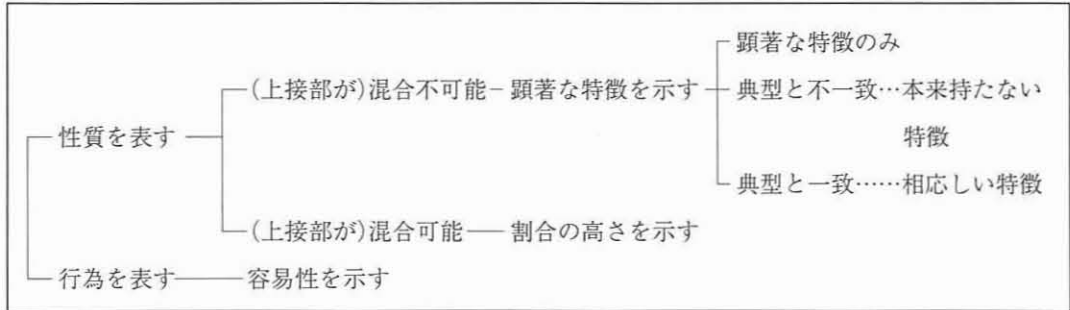 顕著な特徴のみ
(上接部が)混合不可能－顕著な特徴を示す
典型と不一致…本来持たない
性質を表す
特徴
典型と一致……相応しい特徴
(上接部が)混合可能―割合の高さを示す
行為を表す―容易性を示す